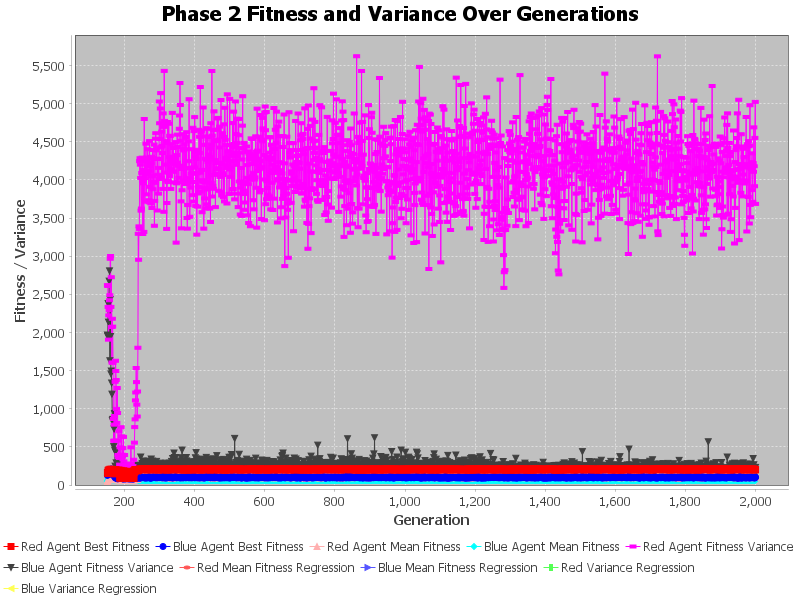 Phase 2 Fitness and Variance Over Generations
Fitness / Variance
5,500
5,000
4,500
4,000
3,500
3,000
2,500
2,000
1,500
1,000
500
0
200 400 600 800 1,000 1,200 1,400 1,600 1,800 2,000
Generation
Red Agent Best Fitness Blue Agent Best Fitness Red Agent Mean Fitness Blue Agent Mean Fitness Red Agent Fitness Variance
Blue Agent Fitness Variance Red Mean Fitness Regression Blue Mean Fitness Regression Red Variance Regression
Blue Variance Regression